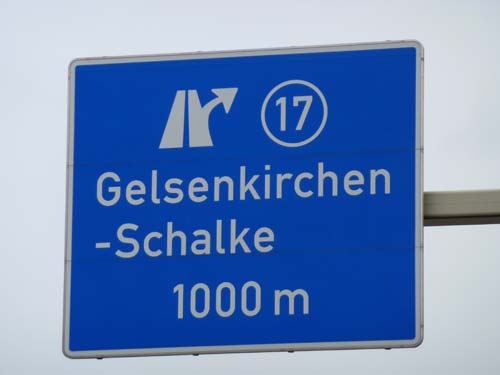 17
Gelsenkirchen
-Schalke
1000 m